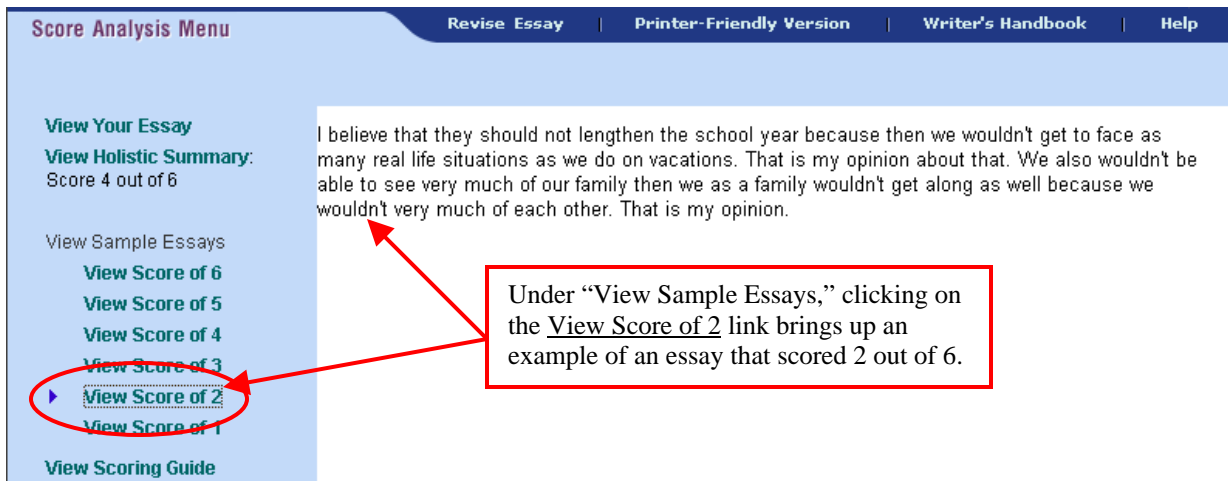 Score Analysis Menu
Revise Essay | Printer-Friendly Version | Writer's Handbook | Help
View Your Essay
View Holistic Summary:
Score 4 out of 6
View Sample Essays
View Score of 6
View Score of 5
View Score of 4
View Score of 3
View Score of 2
View Score of 1
View Scoring Guide
I believe that they should not lengthen the school year because then we wouldn't get to face as
many real life situations as we do on vacations. That is my opinion about that. We also wouldn't be
able to see very much of our family then we as a family wouldn't get along as well because we
wouldn't very much of each other. That is my opinion.
Under “View Sample Essays,” clicking on
the View Score of 2 link brings up an
example of an essay that scored 2 out of 6.